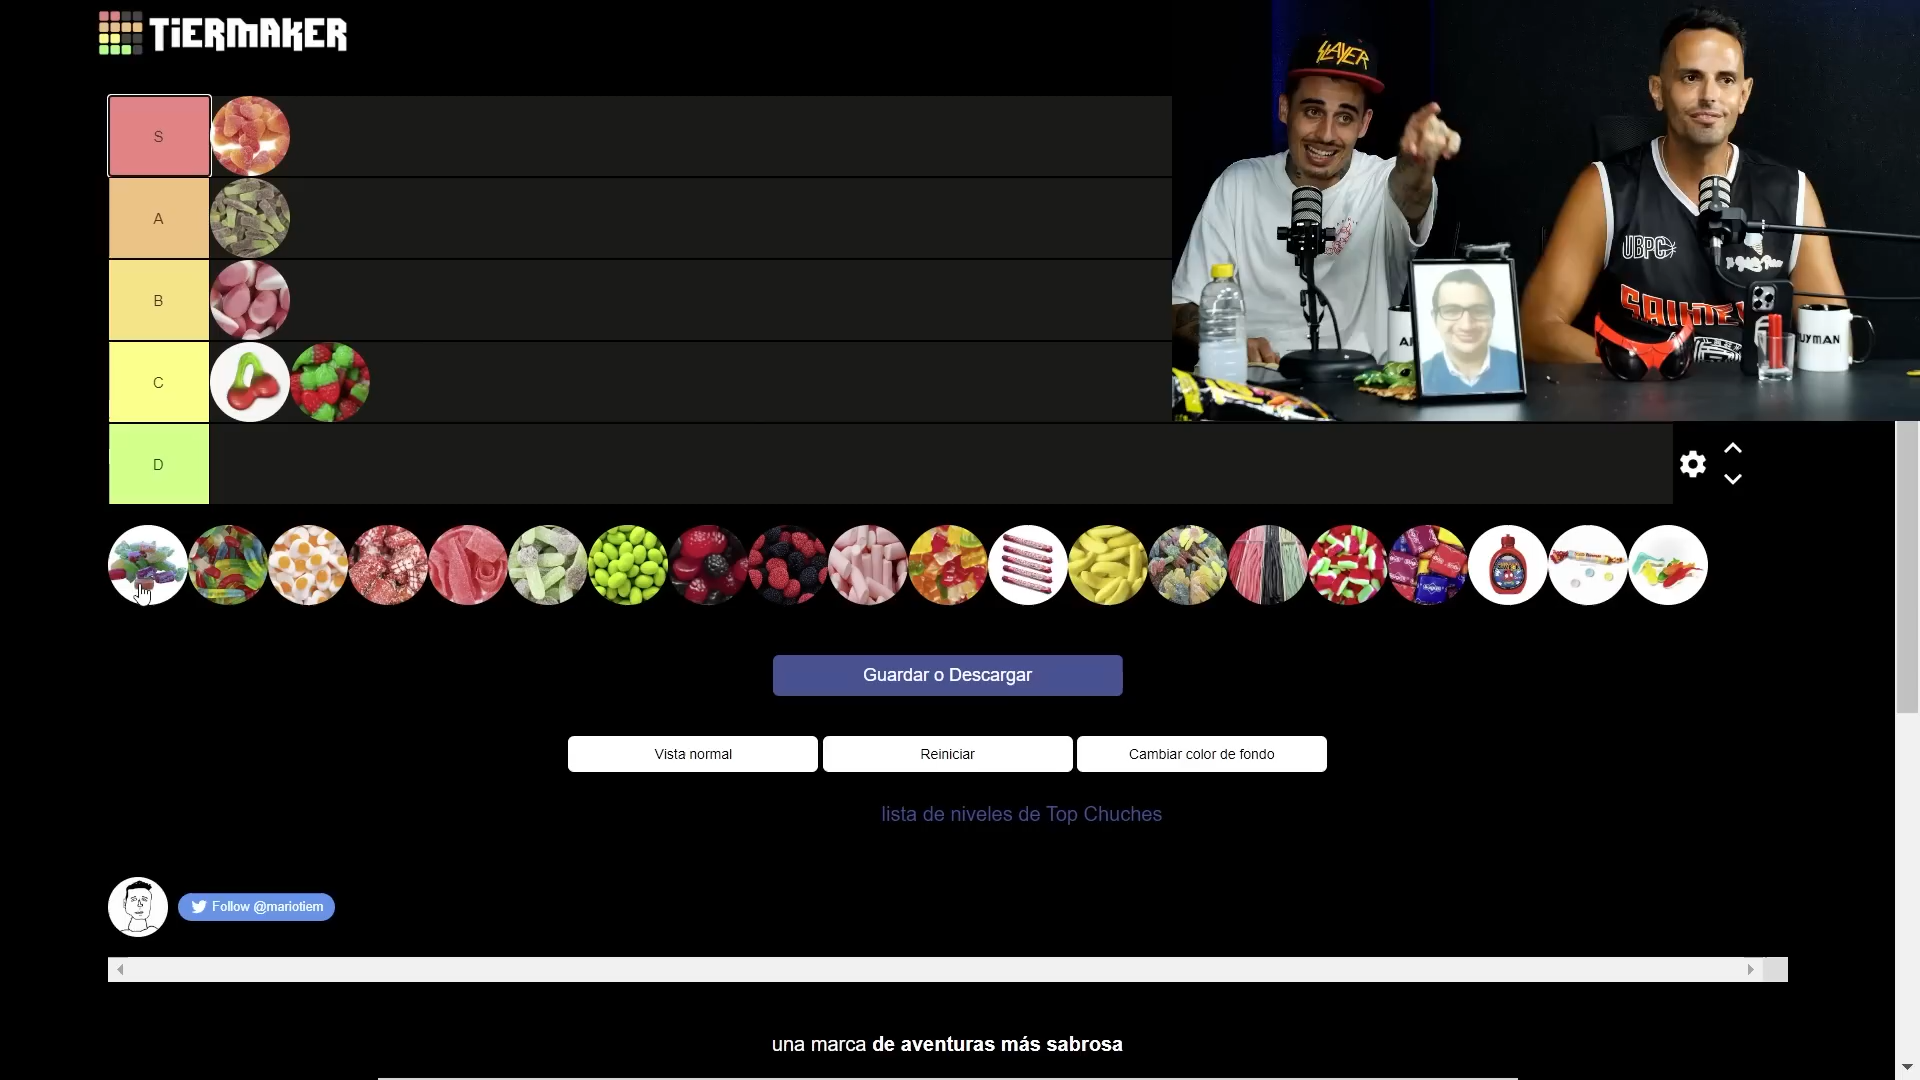 TiERMAKER
SLAYER
S
A
B
UBPC
C
UYMAN
D
Guardar o Descargar
Vista normal
Reiniciar
Cambiar color de fondo
lista de niveles de Top Chuches
Follow @mariotiem
una marca de aventuras más sabrosa